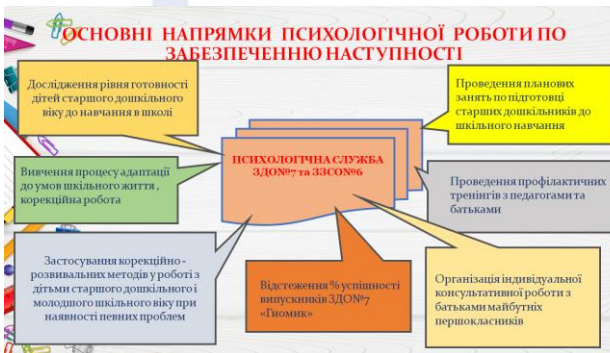 ОСНОВНІ НАПРЯМКИ ПСИХОЛОГІЧНОЇ РОБОТИ ПО
ЗАБЕЗПЕЧЕННЮ НАСТУПНОСТІ
Дослідження рівня готовності
дітей старшого дошкільного
віку до навчання в школі
Проведення планових
занять по підготовці
старших дошкільників до
шкільного навчання
ПСИХОЛОГІЧНА СЛУЖБА
ЗДО№7 та ЗЗСО№6
Вивчення процесу адаптації
до умов шкільного життя ,
корекційна робота
Проведення профілактичних
тренінгів з педагогами та
батьками
Застосування корекційно -
розвивальних методів у роботі з
дітьми старшого дошкільного і
молодшого шкільного віку при
наявності певних проблем
Відстеження % успішності
випускників ЗДО№7
«Гномик»
Організація індивідуальної
консультативної роботи з
батьками майбутніх
першокласників